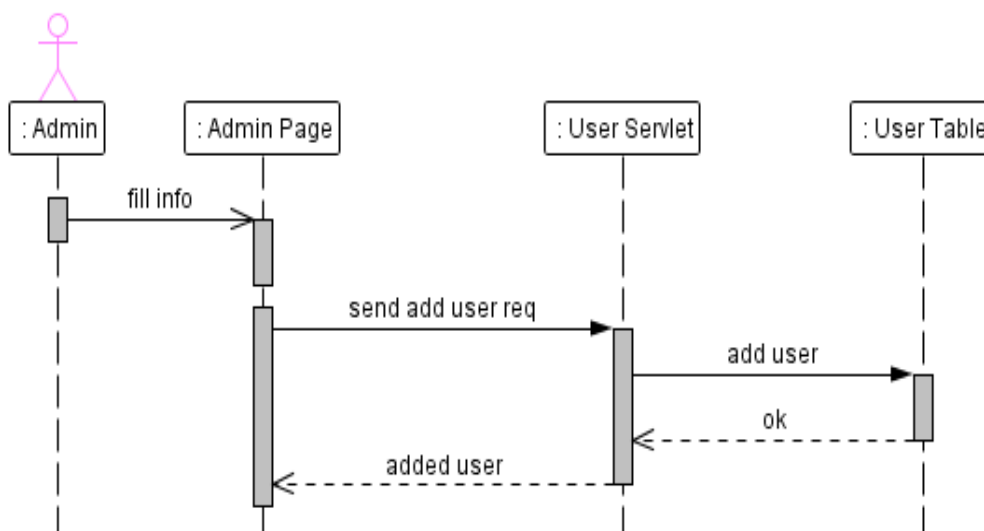 : Admin
: Admin Page
: User Servlet
: User Table
fill info
send add user req
add user
ok
added user